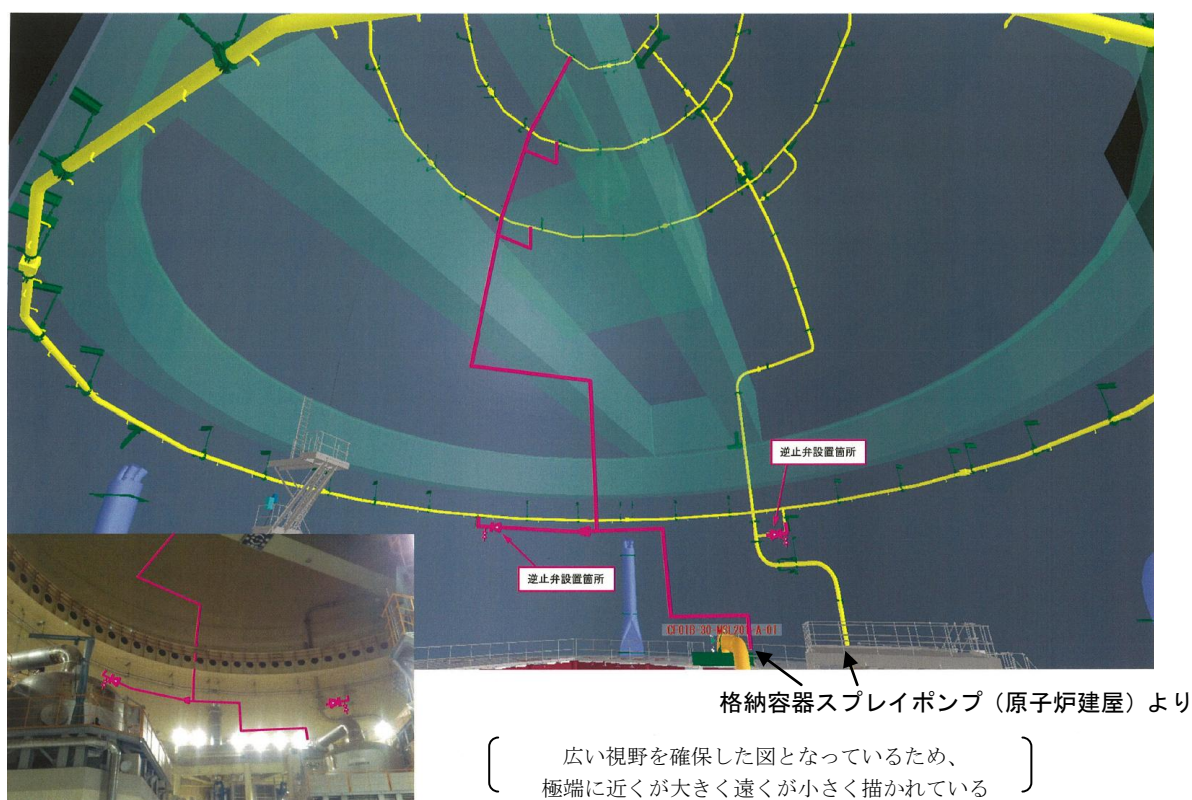 逆止弁設置箇所
逆止弁設置箇所
格納容器スプレイポンプ（原子炉建屋）より
広い視野を確保した図となっているため、
極端に近くが大きく遠くが小さく描かれている